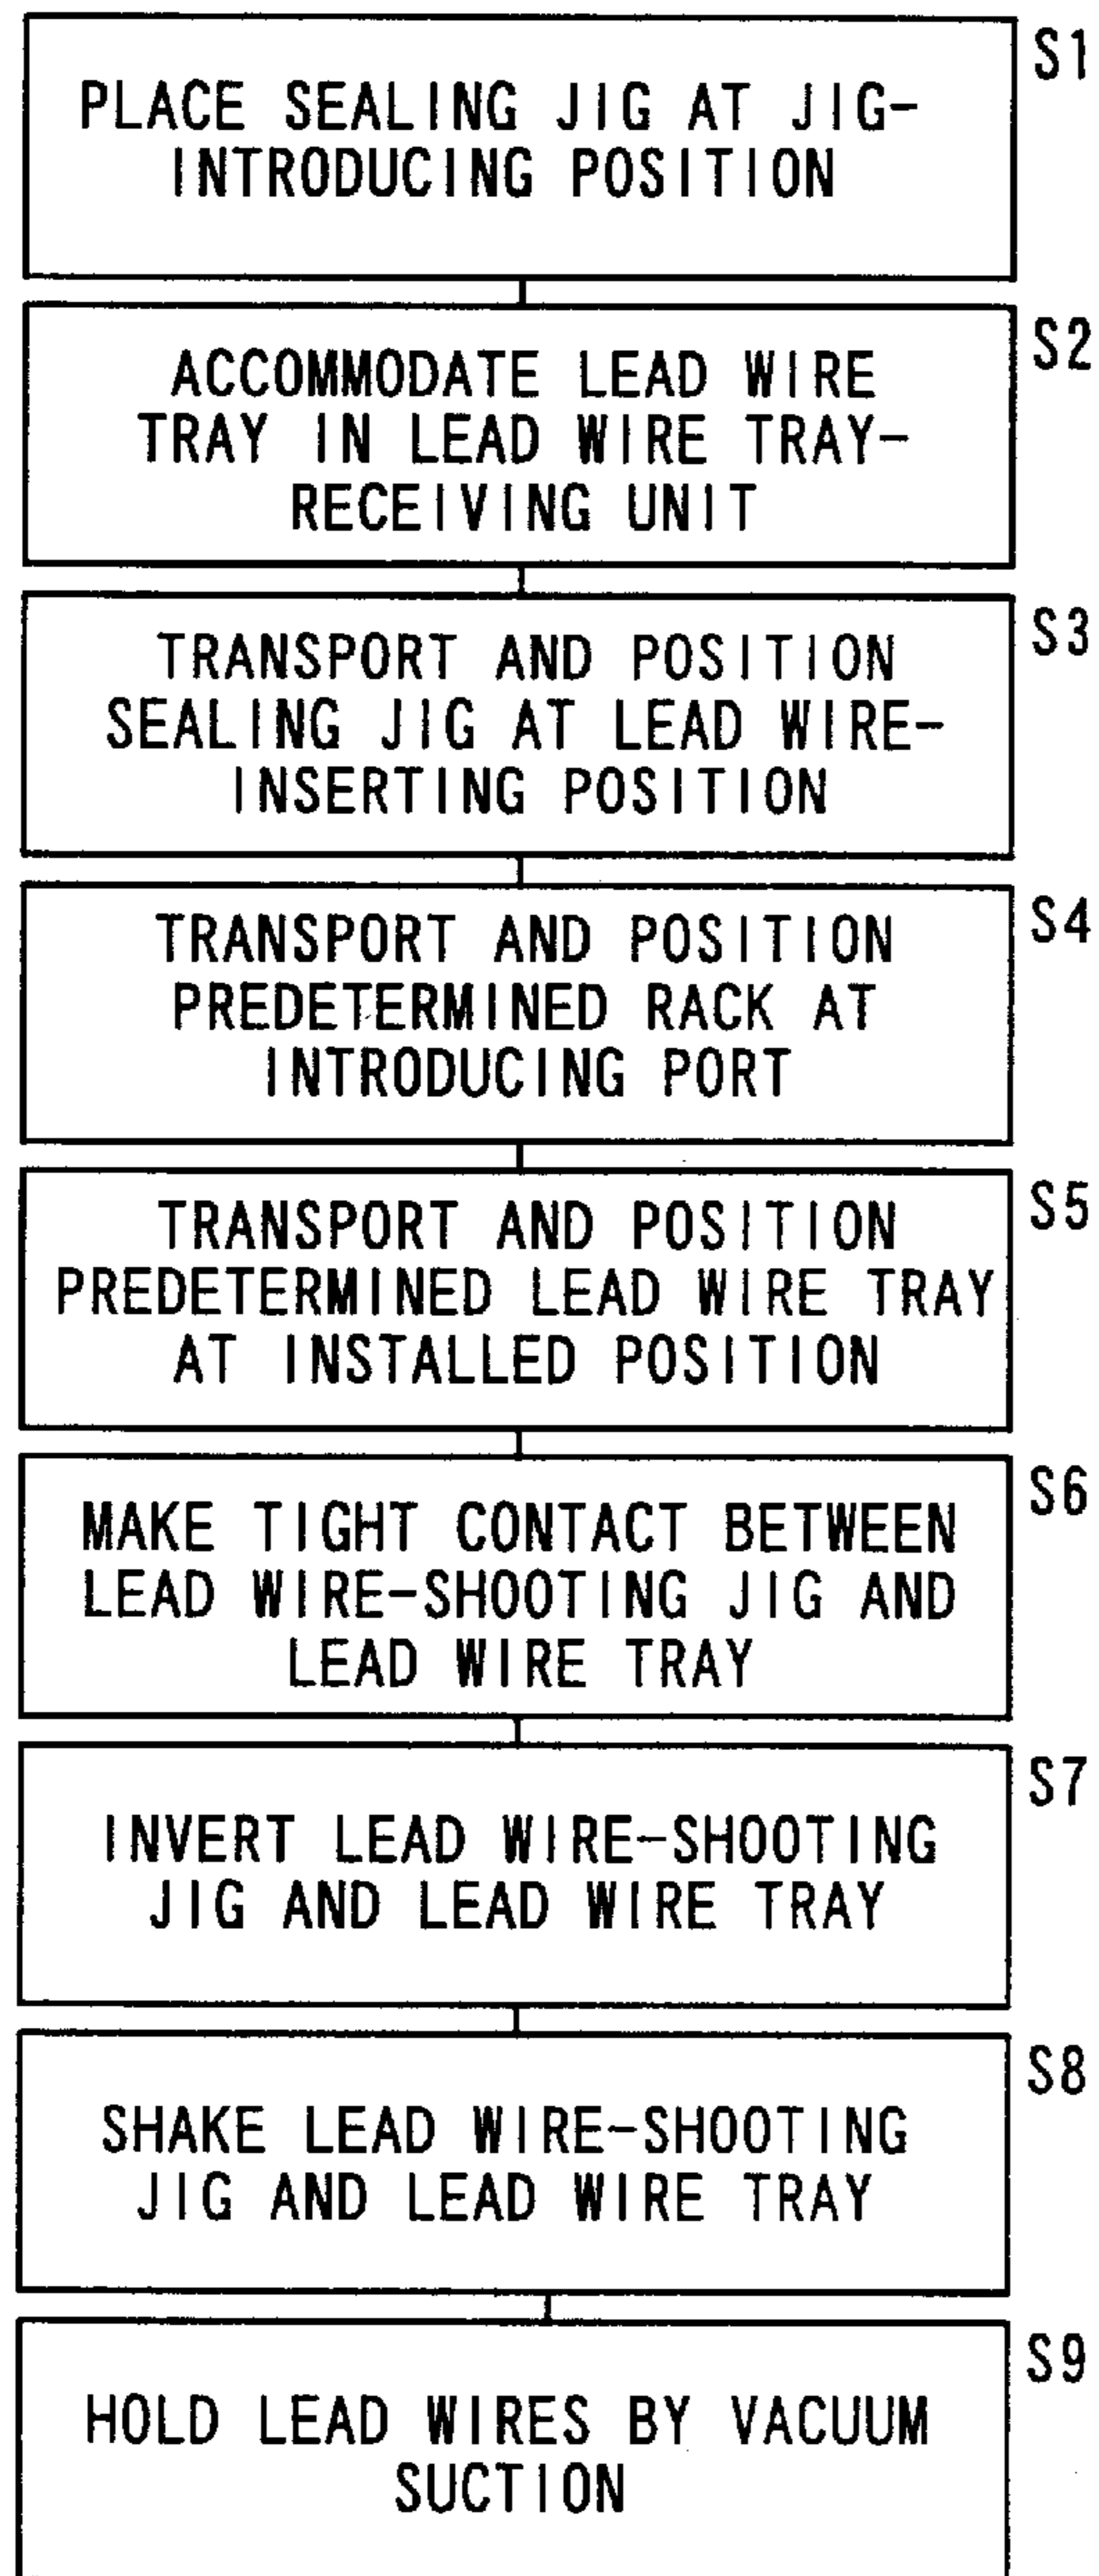 S1
PLACE SEALING JIG AT JIG-
INTRODUCING POSITION
S2
ACCOMMODATE LEAD WIRE
TRAY IN LEAD WIRE TRAY-
RECEIVING UNIT
S3
TRANSPORT AND POSITION
SEALING JIG AT LEAD WIRE-
INSERTING POSITION
S4
TRANSPORT AND POSITION
PREDETERMINED RACK AT
INTRODUCING PORT
S5
TRANSPORT AND POSITION
PREDETERMINED LEAD WIRE TRAY
AT INSTALLED POSITION
S6
MAKE TIGHT CONTACT BETWEEN
LEAD WIRE-SHOOTING JIG AND
LEAD WIRE TRAY
S7
INVERT LEAD WIRE-SHOOTING
JIG AND LEAD WIRE TRAY
S8
SHAKE LEAD WIRE-SHOOTING
JIG AND LEAD WIRE TRAY
S9
HOLD LEAD WIRES BY VACUUM
SUCTION